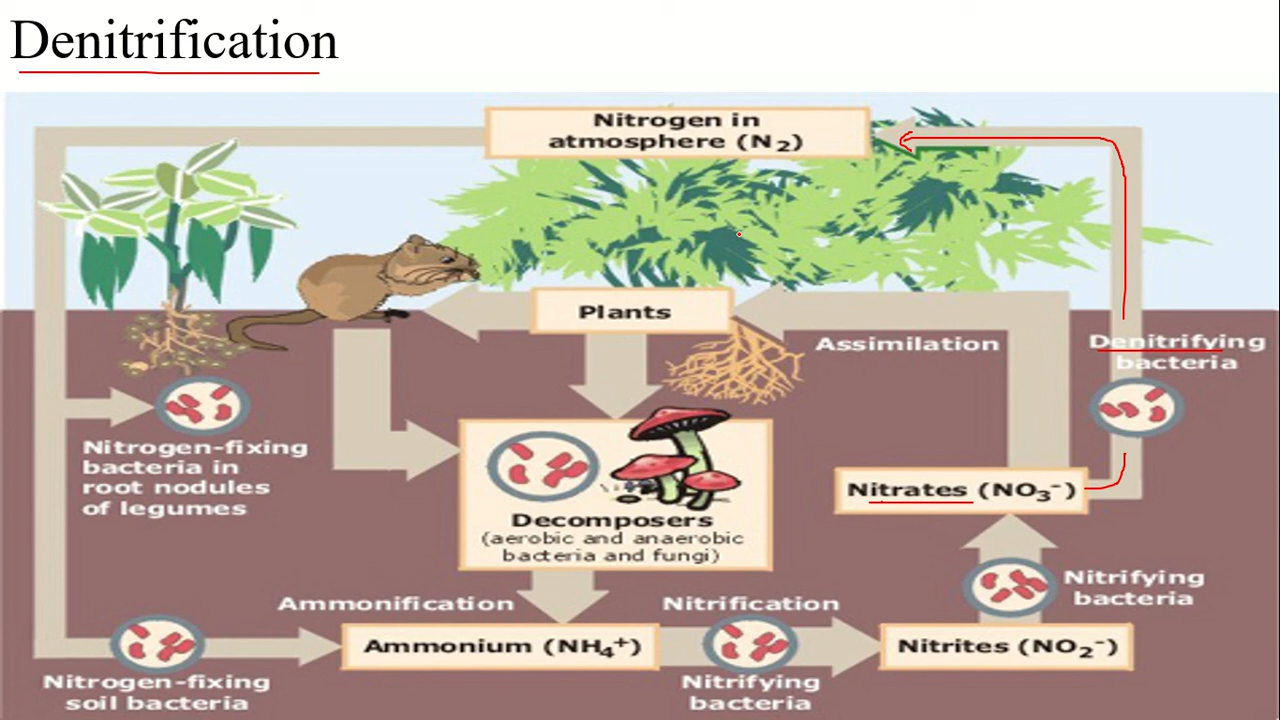 Denitrification
Nitrogen in
atmosphere (N₂)
Plants
Assimilation
Denitrifying
bacteria
Nitrogen-fixing
bacteria in
root nodules
of legumes
Decomposers
(aerobic and anaerobic
bacteria and fungi)
Nitrates (NO₃⁻)
Nitrifying
bacteria
Ammonification
Nitrification
Ammonium (NH₄⁺)
Nitrites (NO₂⁻)
Nitrogen-fixing
soil bacteria
Nitrifying
bacteria